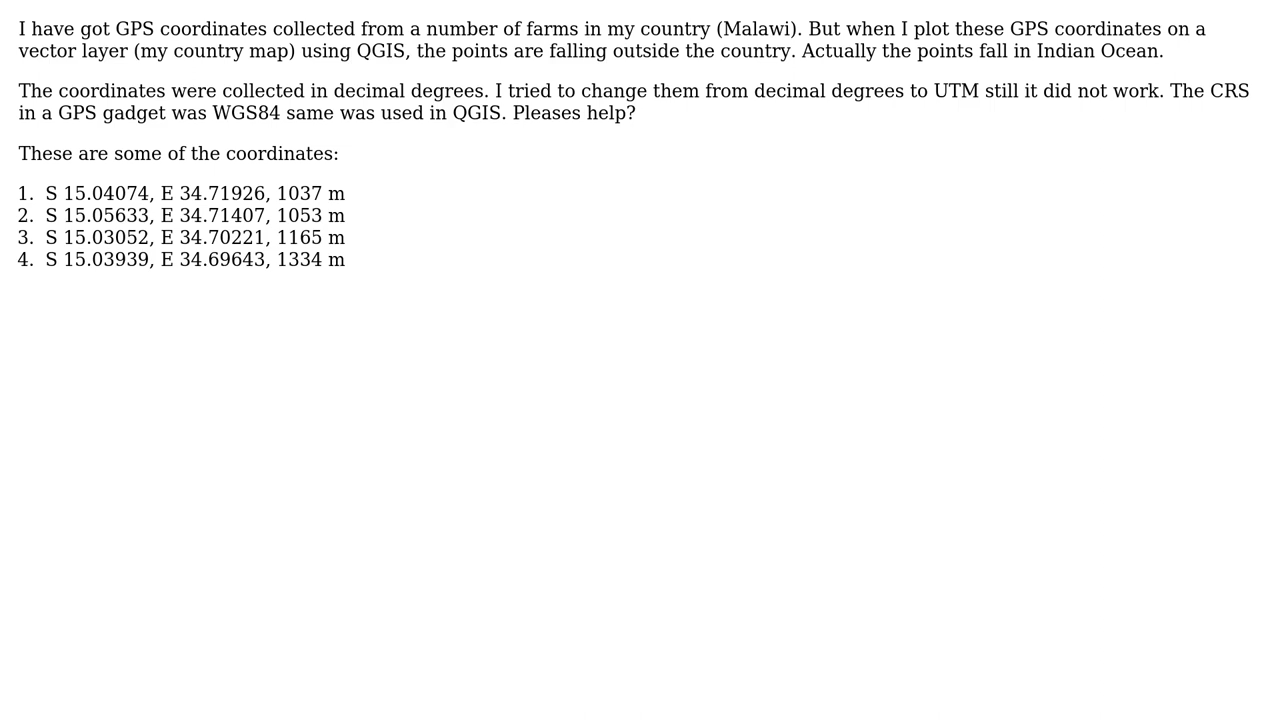 I have got GPS coordinates collected from a number of farms in my country (Malawi). But when I plot these GPS coordinates on a
vector layer (my country map) using QGIS, the points are falling outside the country. Actually the points fall in Indian Ocean.
The coordinates were collected in decimal degrees. I tried to change them from decimal degrees to UTM still it did not work. The CRS
in a GPS gadget was WGS84 same was used in QGIS. Pleases help?
These are some of the coordinates:
1. S 15.04074, E 34.71926, 1037 m
2. S 15.05633, E 34.71407, 1053 m
3. S 15.03052, E 34.70221, 1165 m
4. S 15.03939, E 34.69643, 1334 m